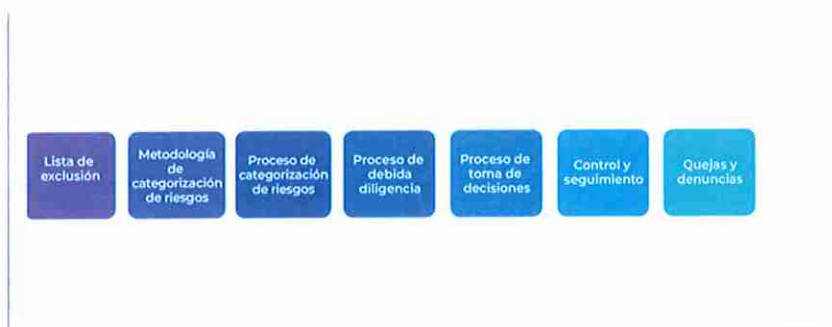 Lista de
exclusión
Metodología
de
categorización
de riesgos
Proceso de
categorización
de riesgos
Proceso de
debida
diligencia
Proceso de
toma de
decisiones
Control y
seguimiento
Quejas y
denuncias